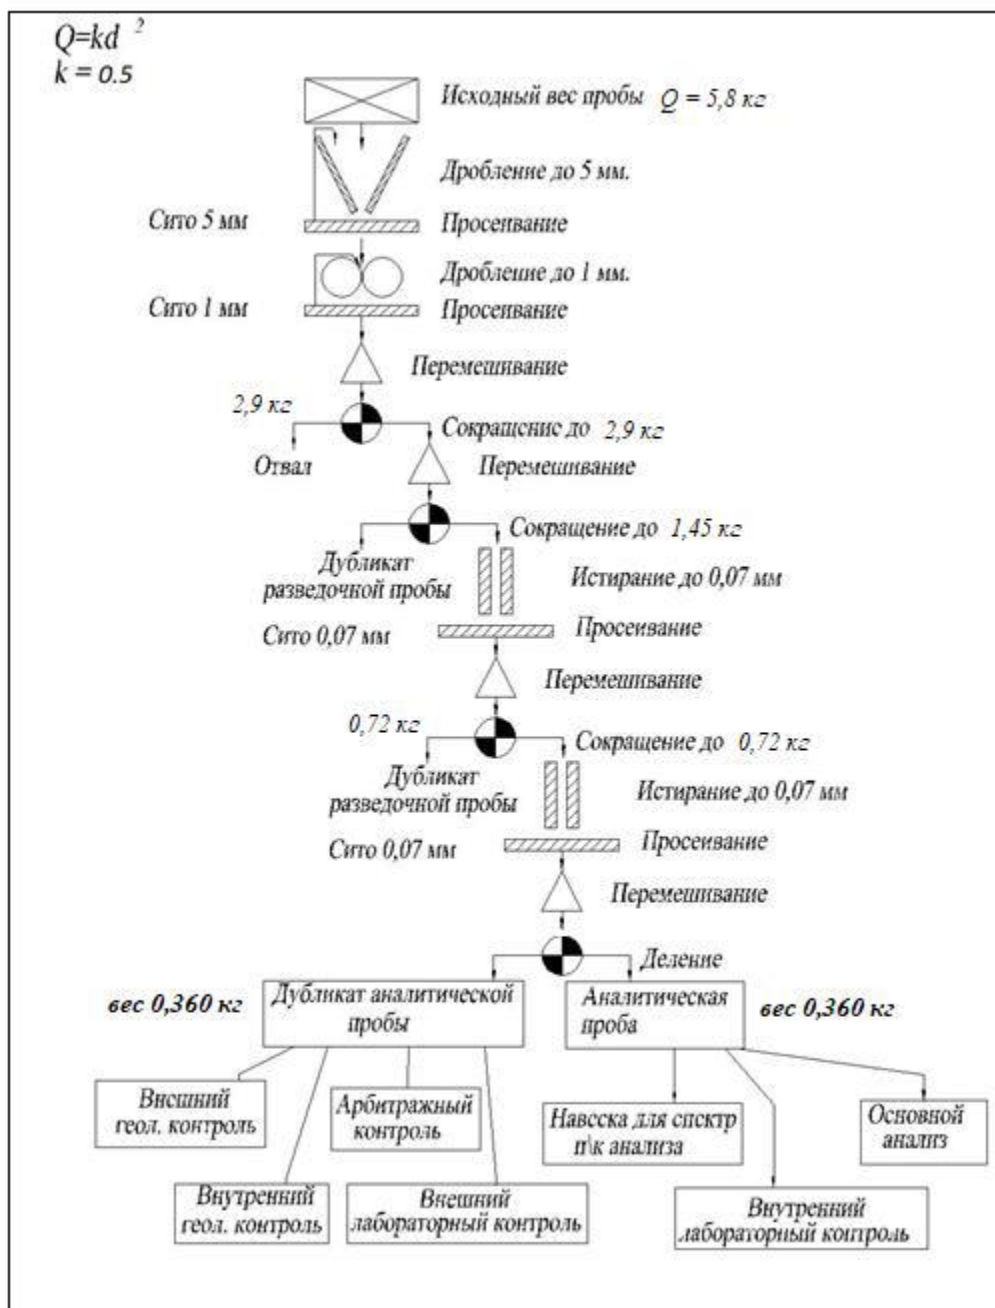 Q=kd 2
k = 0.5
Исходный вес пробы Q = 5,8 кг
Дробление до 5 мм.
Сито 5 мм
Просеивание
Дробление до 1 мм.
Сито 1 мм
Просеивание
Перемешивание
2,9 кг
Сокращение до 2,9 кг
Отвал
Перемешивание
Сокращение до 1,45 кг
Дубликат
разведочной пробы
Истирание до 0,07 мм
Сито 0,07 мм
Просеивание
Перемешивание
0,72 кг
Сокращение до 0,72 кг
Дубликат
разведочной пробы
Истирание до 0,07 мм
Сито 0,07 мм
Просеивание
Перемешивание
Деление
вес 0,360 кг
Дубликат аналитической
пробы
Аналитическая
проба
вес 0,360 кг
Внешний
геол. контроль
Арбитражный
контроль
Навеска для спектр
п\к анализа
Основной
анализ
Внутренний
геол. контроль
Внешний
лабораторный контроль
Внутренний
лабораторный контроль